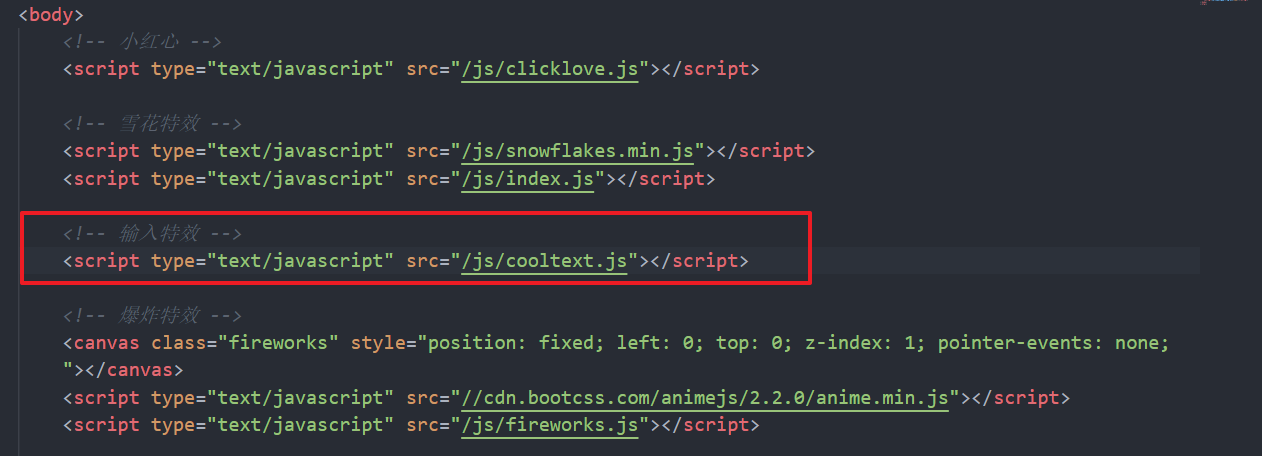 <body>
<!-- 小红心 -->
<script type="text/javascript" src="/js/clicklove.js"></script>
<!-- 雪花特效 -->
<script type="text/javascript" src="/js/snowflakes.min.js"></script>
<script type="text/javascript" src="/js/index.js"></script>
<!-- 输入特效 -->
<script type="text/javascript" src="/js/cooltext.js"></script>
<!-- 爆炸特效 -->
<canvas class="fireworks" style="position: fixed; left: 0; top: 0; z-index: 1; pointer-events: none;
"></canvas>
<script type="text/javascript" src="//cdn.bootcss.com/animejs/2.2.0/anime.min.js"></script>
<script type="text/javascript" src="/js/fireworks.js"></script>